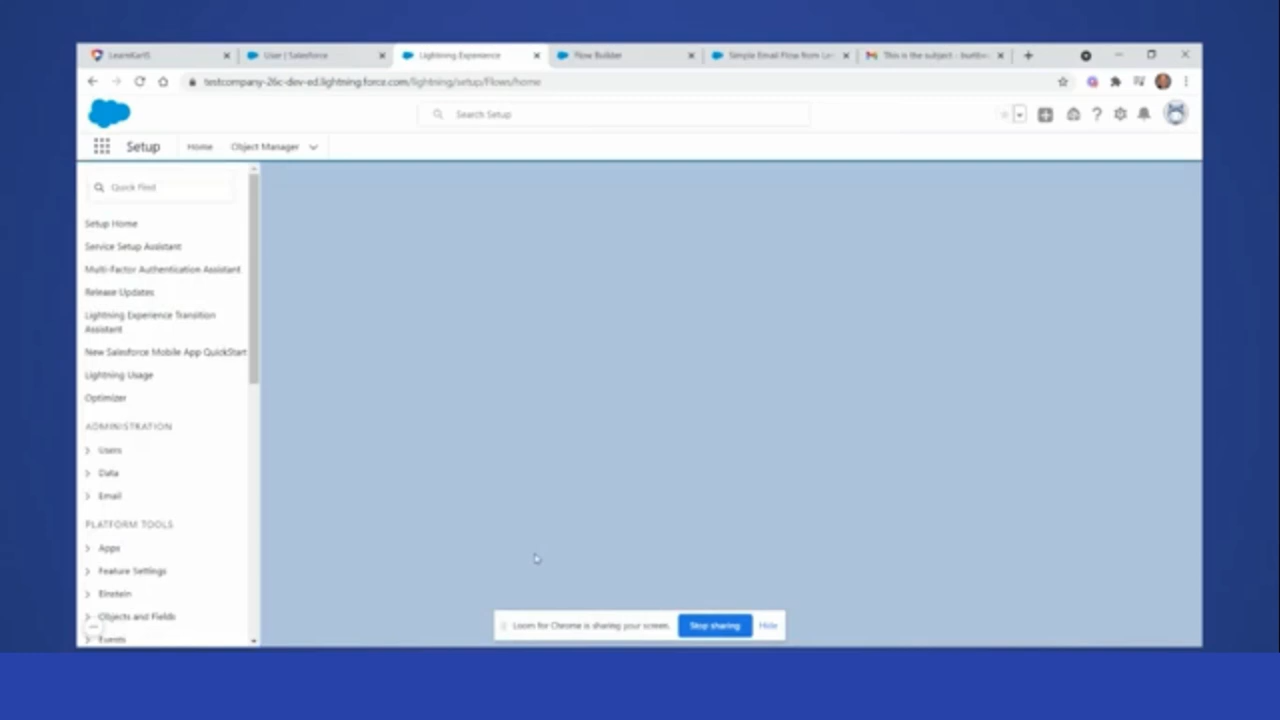 LearnKartS
User | Salesforce
Lightning Experience
Flow Builder
Simple Email Flow from Le
This is the subject -
testcompany-26c-dev-ed.lightning.force.com/lightning/setup/Flows/home
Search Setup
Setup
Home
Object Manager
Quick Find
Setup Home
Service Setup Assistant
Multi-Factor Authentication Assistant
Release Updates
Lightning Experience Transition
Assistant
New Salesforce Mobile App QuickStart
Lightning Usage
Optimizer
ADMINISTRATION
Users
Data
Email
PLATFORM TOOLS
Apps
Feature Settings
Einstein
Objects and Fields
Events
Loom for Chrome is sharing your screen.
Stop sharing
Hide